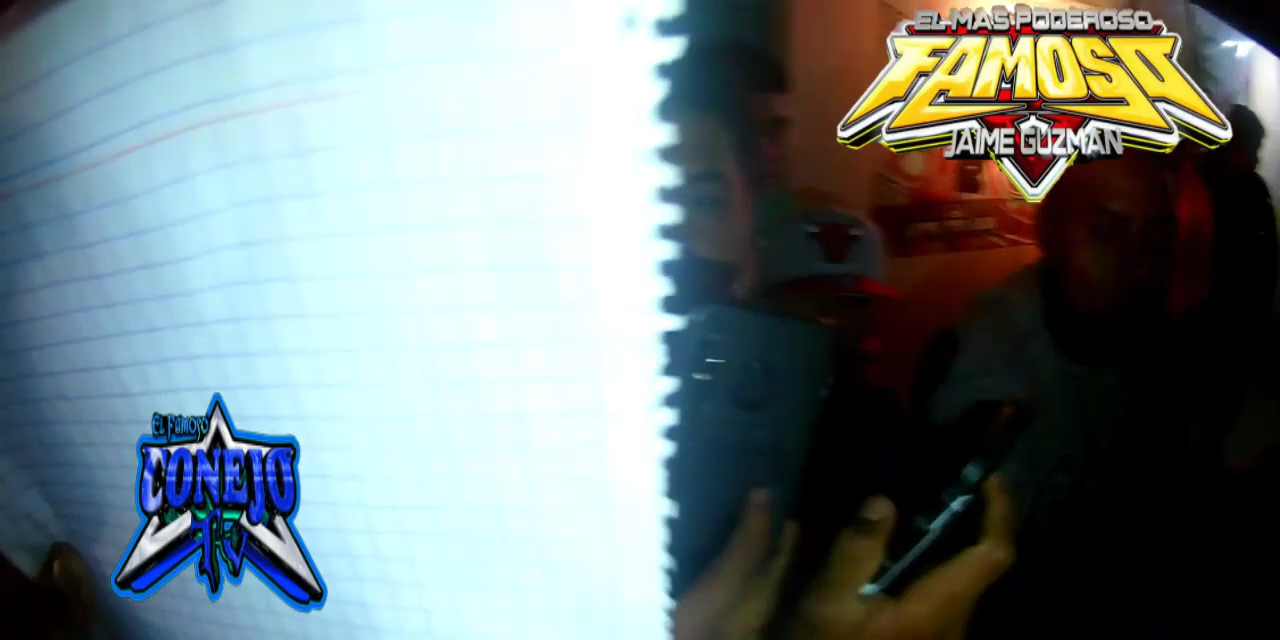 EL MAS PODEROSO
FAMOSO
JAIME GUZMAN
El Famoso
CONEJO
Tv